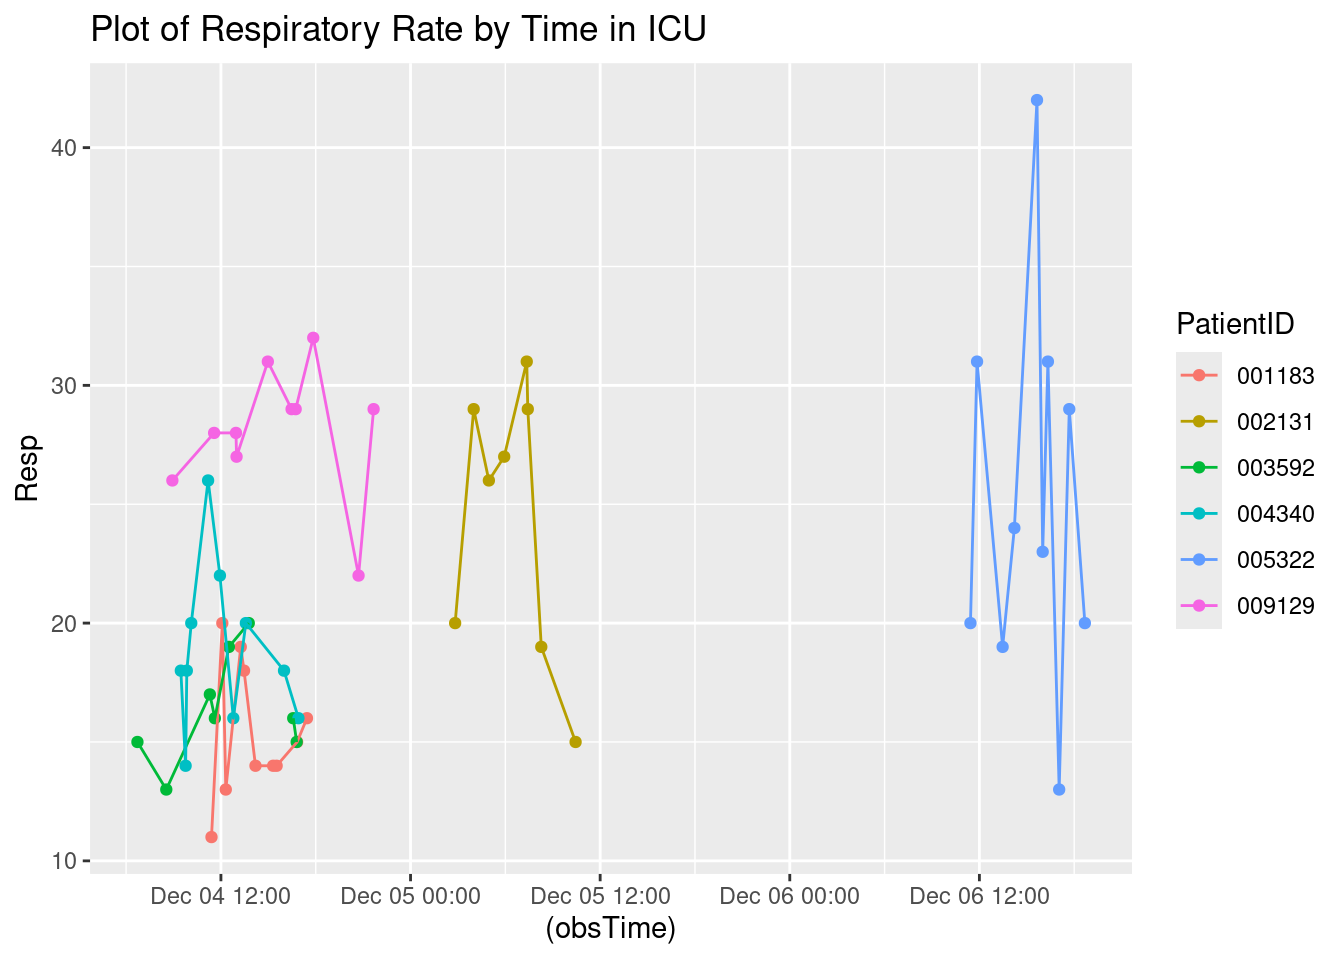 Plot of Respiratory Rate by Time in ICU
Resp
40
30
20
10
Dec 04 12:00
Dec 05 00:00
Dec 05 12:00
Dec 06 00:00
Dec 06 12:00
(obsTime)
PatientID
001183
002131
003592
004340
005322
009129